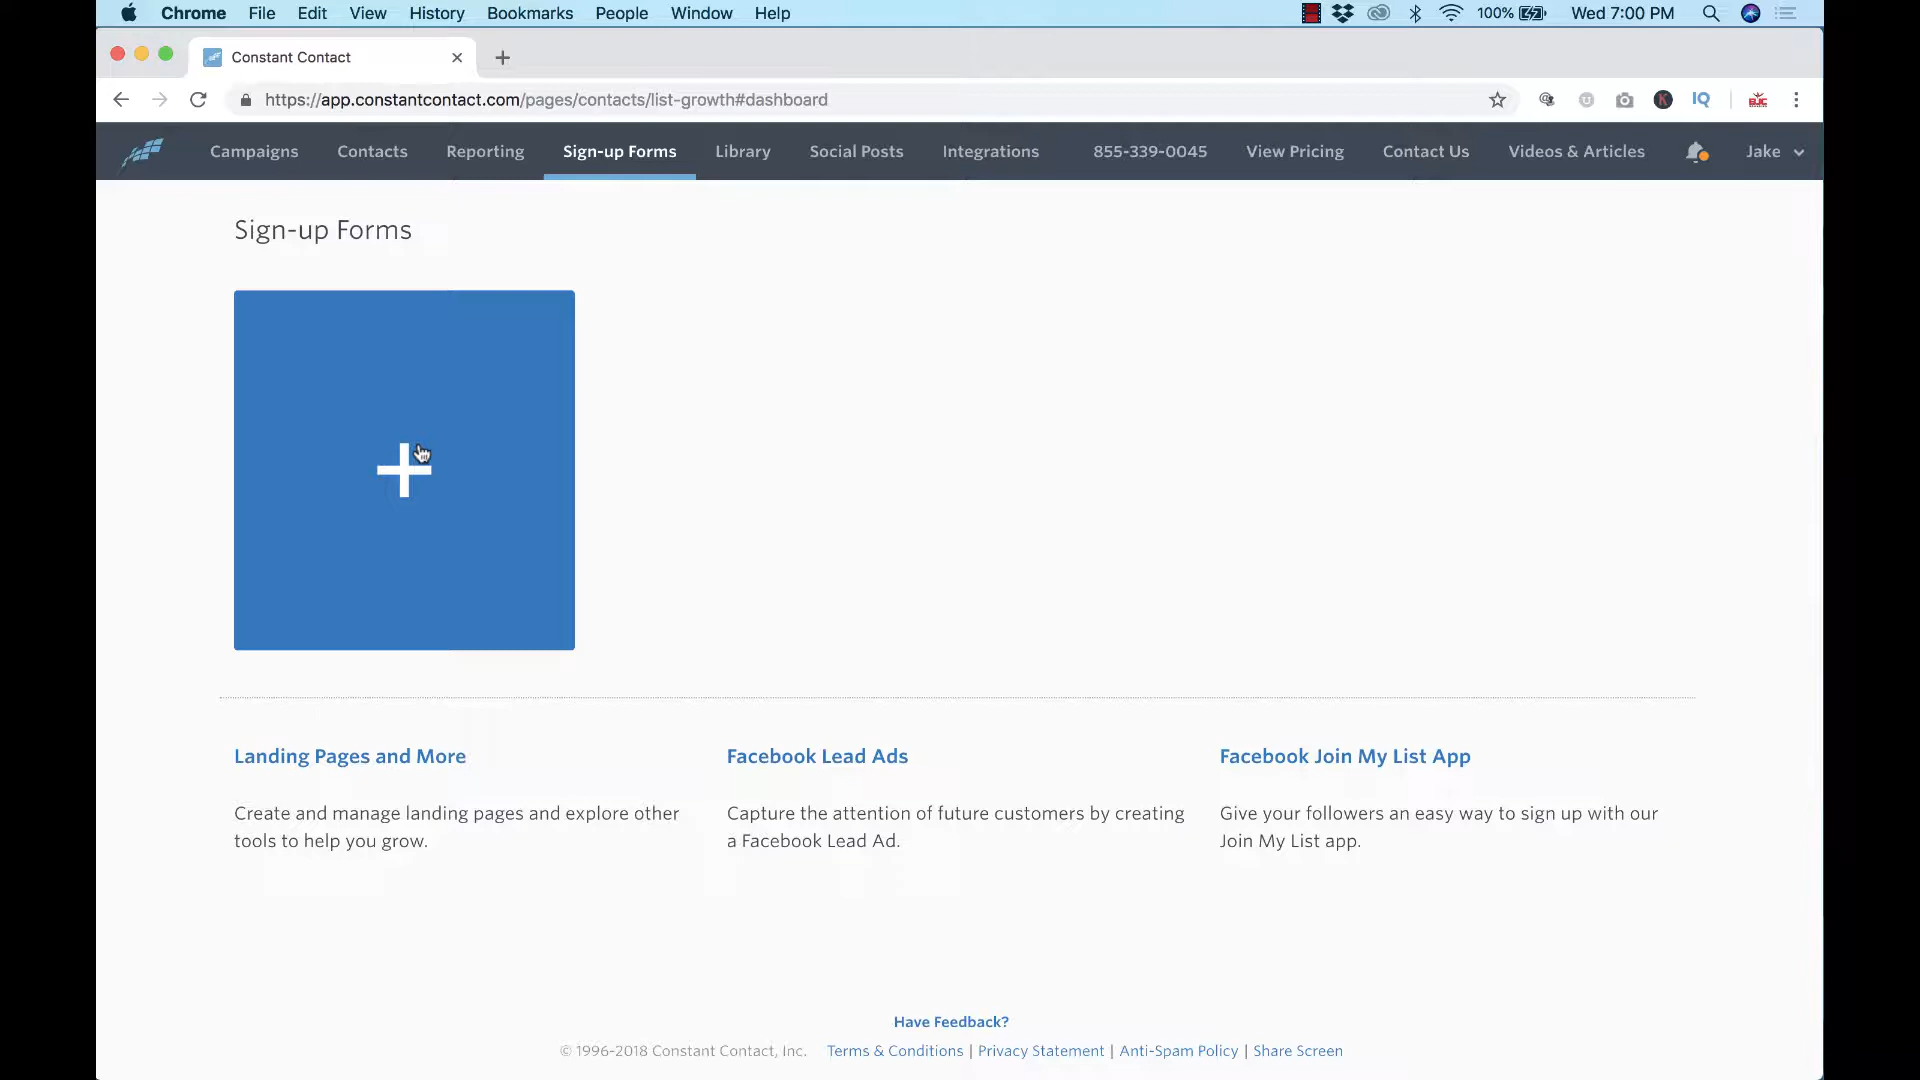 Chrome File Edit View History Bookmarks People Window Help 100% Wed 7:00 PM
Constant Contact
https://app.constantcontact.com/pages/contacts/list-growth#dashboard
IQ
Campaigns Contacts Reporting Sign-up Forms Library Social Posts Integrations 855-339-0045 View Pricing Contact Us Videos & Articles Jake
Sign-up Forms
Landing Pages and More
Create and manage landing pages and explore other
tools to help you grow.
Facebook Lead Ads
Capture the attention of future customers by creating
a Facebook Lead Ad.
Facebook Join My List App
Give your followers an easy way to sign up with our
Join My List app.
Have Feedback?
© 1996-2018 Constant Contact, Inc. Terms & Conditions | Privacy Statement | Anti-Spam Policy | Share Screen